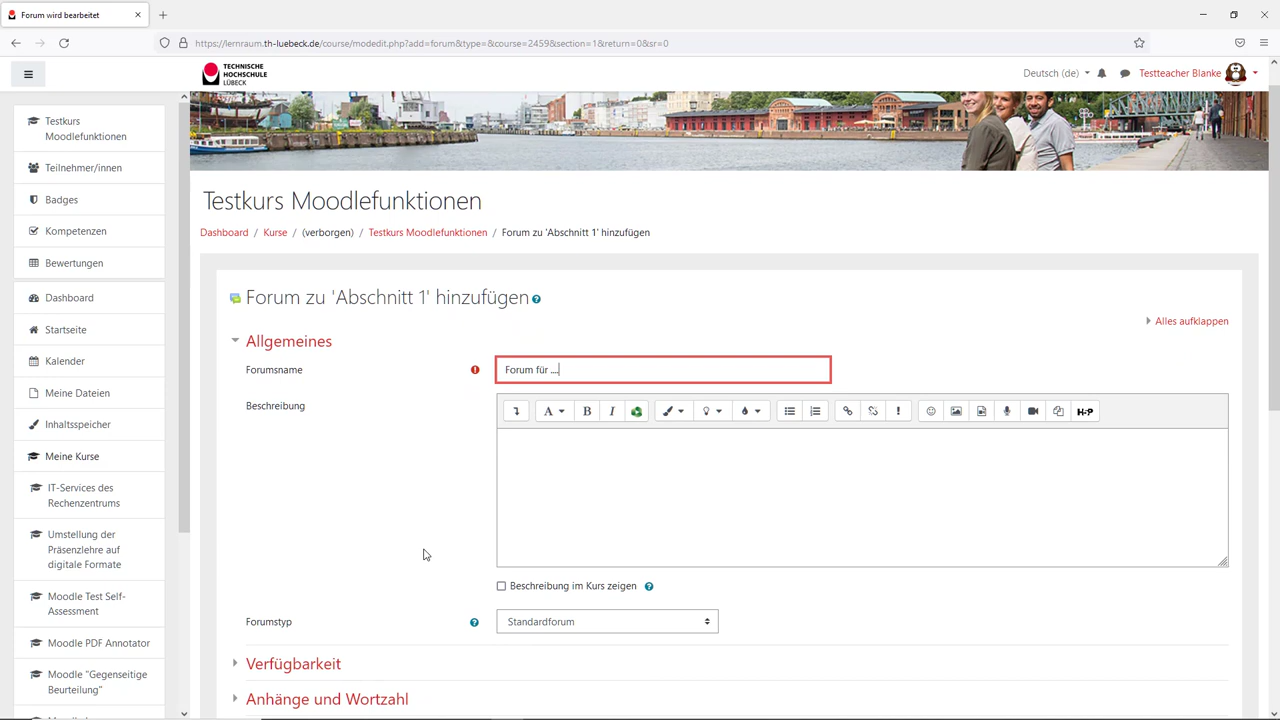 Forum wird bearbeitet
https://lernraum.th-luebeck.de/course/modedit.php?add=forum&type=&course=2459&section=1&return=0&sr=0
TECHNISCHE
HOCHSCHULE
LÜBECK
Deutsch (de)
Testteacher Blanke
Testkurs
Moodlefunktionen
Teilnehmer/innen
Badges
Kompetenzen
Bewertungen
Dashboard
Startseite
Kalender
Meine Dateien
Inhaltsspeicher
Meine Kurse
IT-Services des
Rechenzentrums
Umstellung der
Präsenzlehre auf
digitale Formate
Moodle Test Self-
Assessment
Moodle PDF Annotator
Moodle "Gegenseitige
Beurteilung"
Testkurs Moodlefunktionen
Dashboard / Kurse / (verborgen) / Testkurs Moodlefunktionen / Forum zu 'Abschnitt 1' hinzufügen
Forum zu 'Abschnitt 1' hinzufügen
Alles aufklappen
Allgemeines
Forumsname
Forum für ...
Beschreibung
A B I H-P
Beschreibung im Kurs zeigen
Forumstyp
Standardforum
Verfügbarkeit
Anhänge und Wortzahl